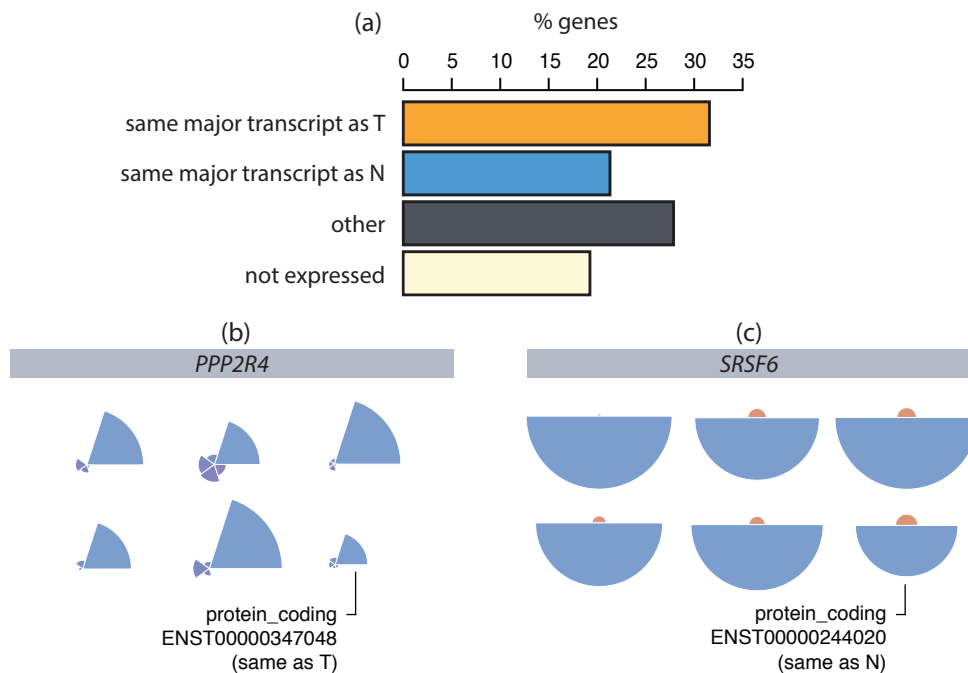 (a)
% genes
0 5 10 15 20 25 30 35
same major transcript as T
same major transcript as N
other
not expressed
(b)
PPP2R4
protein_coding
ENST00000347048
(same as T)
(c)
SRSF6
protein_coding
ENST00000244020
(same as N)